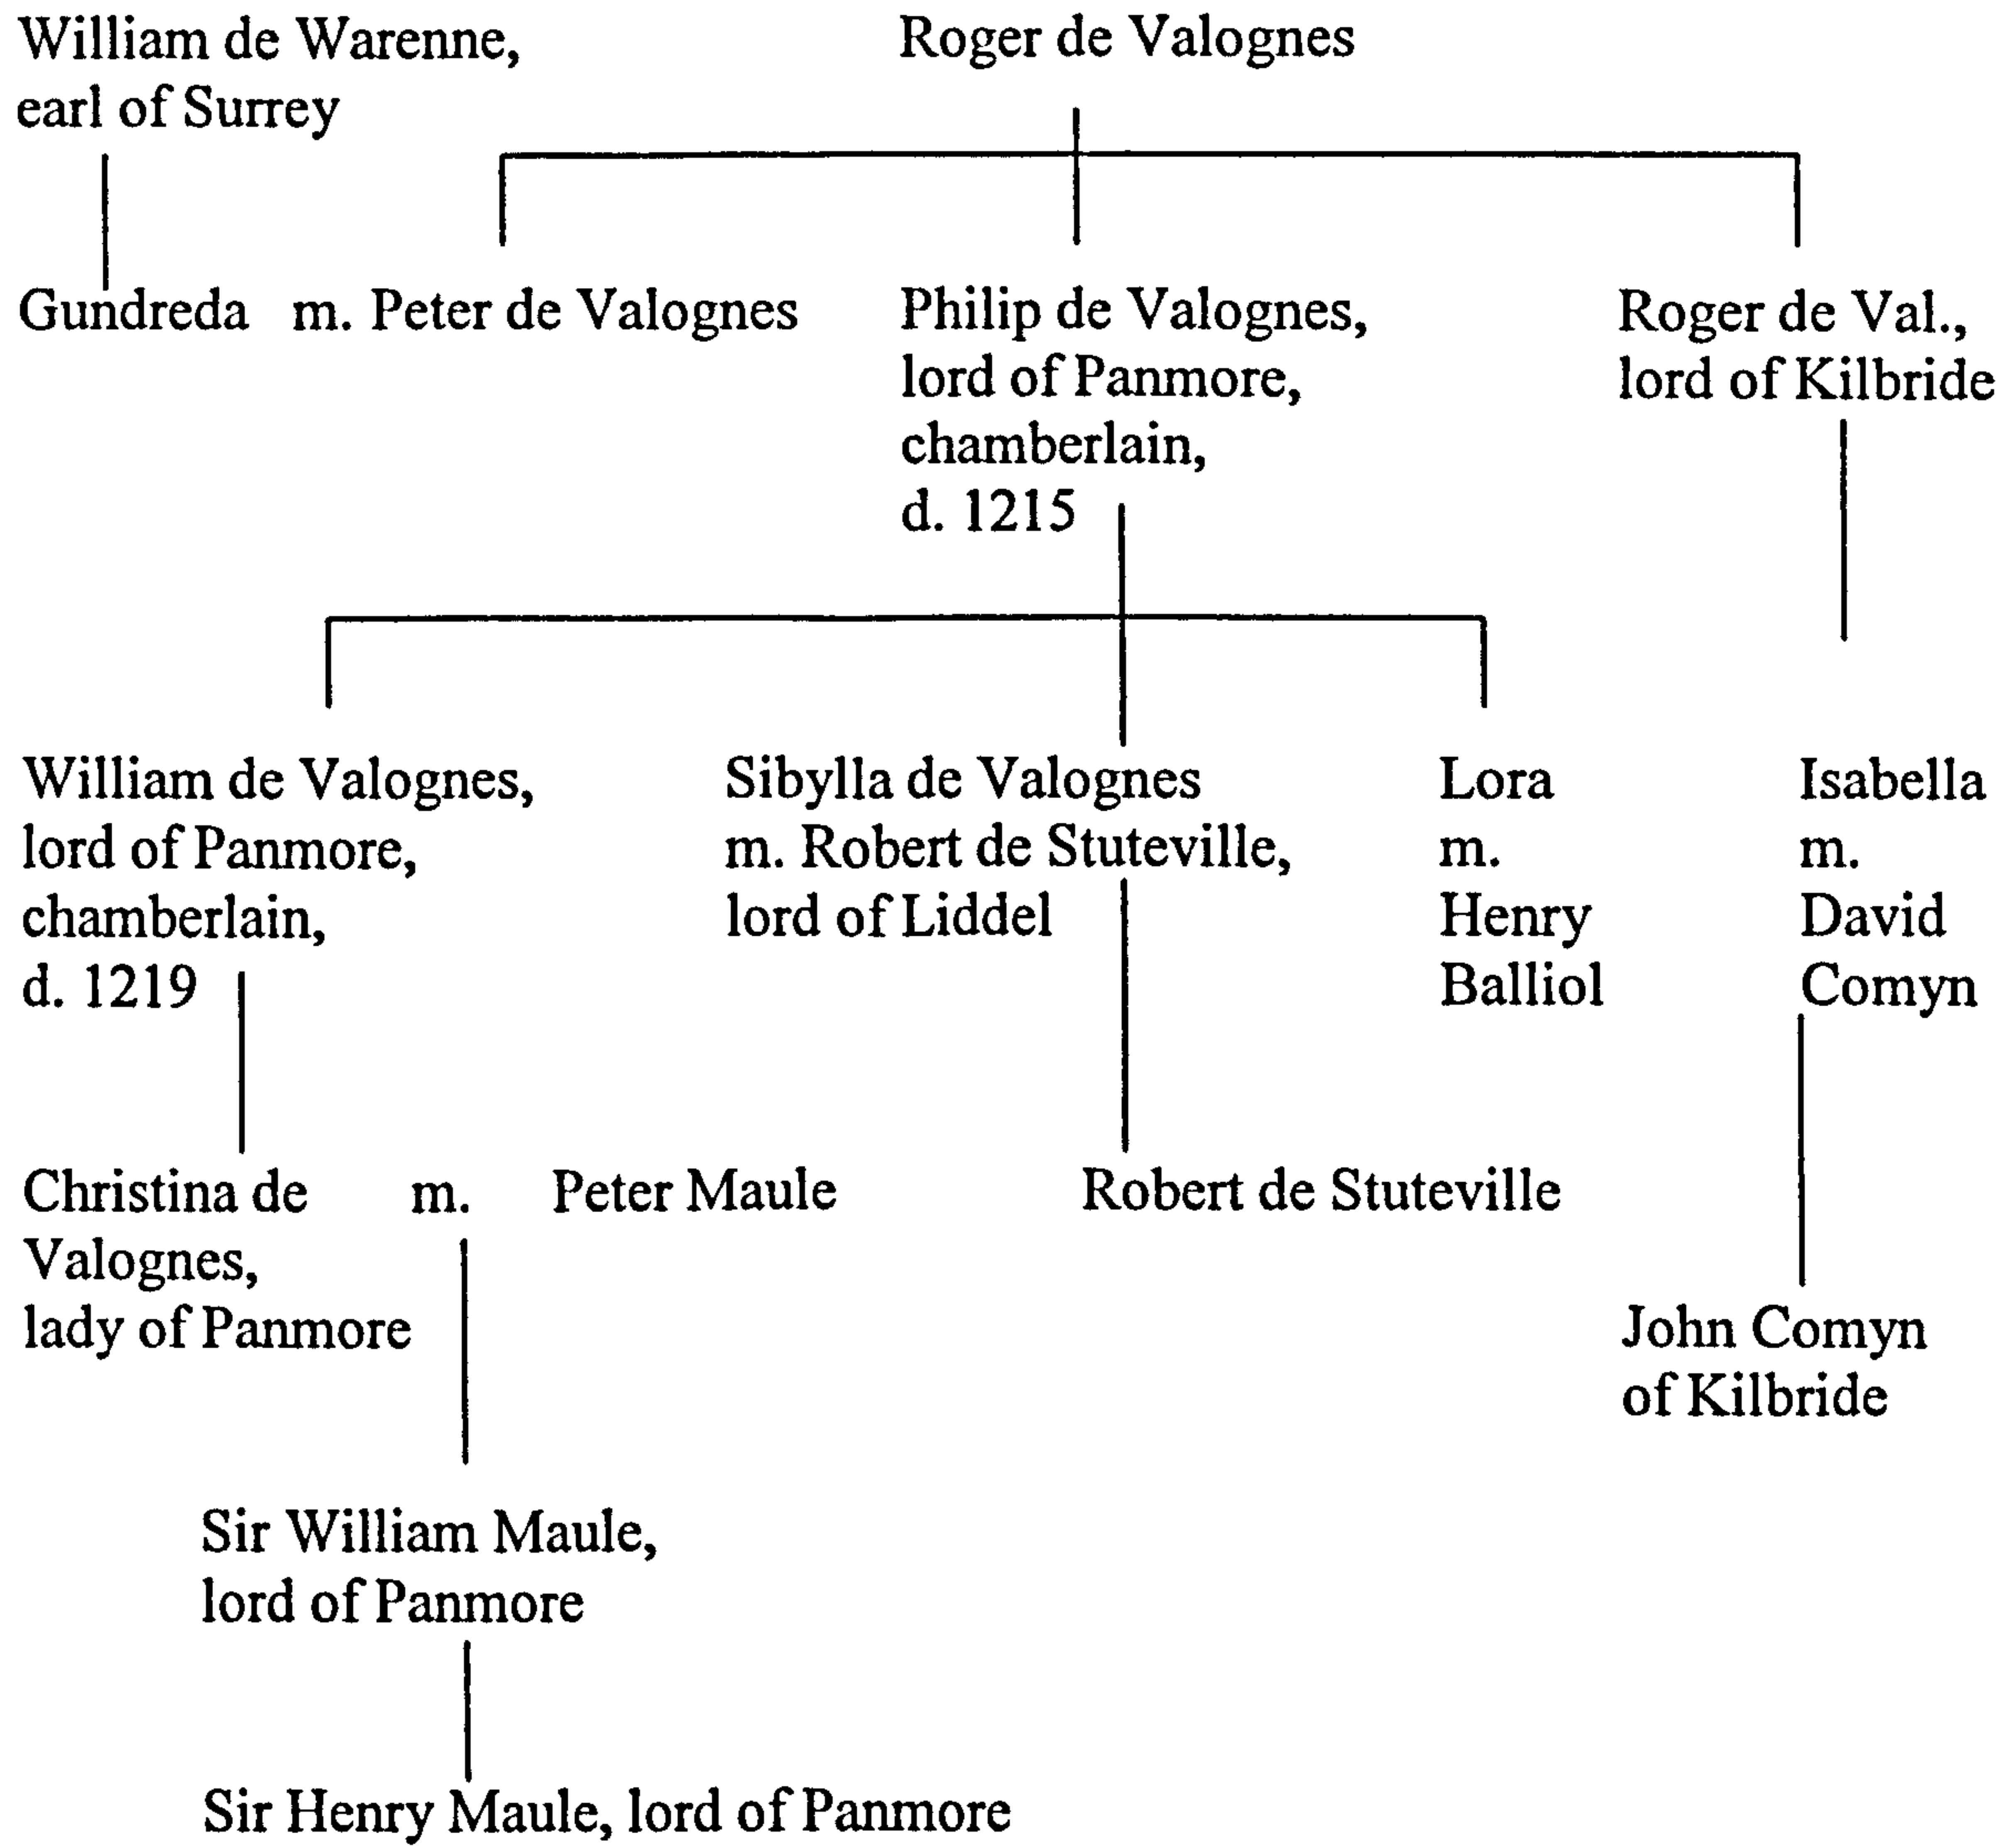 William de Warenne,
earl of Surrey
Roger de Valognes
Gundreda m. Peter de Valognes
Philip de Valognes,
lord of Panmore,
chamberlain,
d. 1215
Roger de Val.,
lord of Kilbride
William de Valognes,
lord of Panmore,
chamberlain,
d. 1219
Sibylla de Valognes
m. Robert de Stuteville,
lord of Liddel
Lora
m.
Henry
Balliol
Isabella
m.
David
Comyn
Christina de
Valognes,
lady of Panmore
m.
Peter Maule
Robert de Stuteville
John Comyn
of Kilbride
Sir William Maule,
lord of Panmore
Sir Henry Maule, lord of Panmore